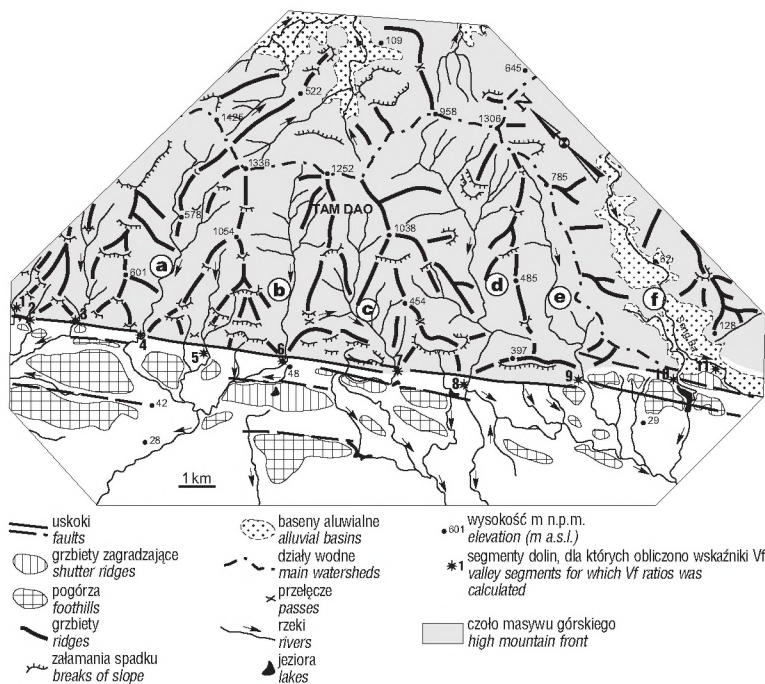 109
645
522
1425
958
1306
N
1336
1252
785
TAM DAO
578
1054
1038
62
a
601
b
c
454
d
485
e
f
128
1
2
3
4
5
6
7
8
9
10
11
397
48
42
28
29
1 km
uskoki
faults
grzbiety zagradzające
shutter ridges
pogórza
foothills
grzbiety
ridges
załamania spadku
breaks of slope
baseny aluwialne
alluvial basins
działy wodne
main watersheds
przełęcze
passes
rzeki
rivers
jeziora
lakes
601 wysokość m n.p.m.
elevation (m a.s.l.)
1 segmenty dolin, dla których obliczono wskaźniki Vf
valley segments for which Vf ratios was
calculated
czoło masywu górskiego
high mountain front